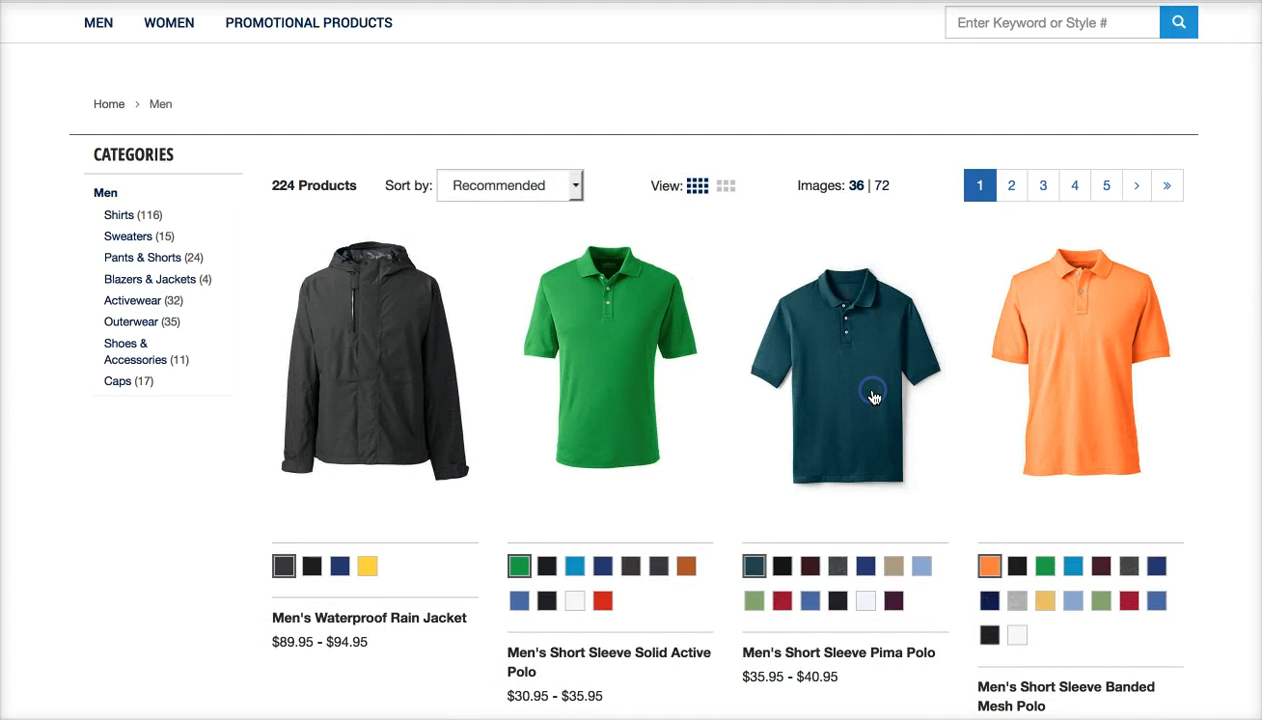 MEN WOMEN PROMOTIONAL PRODUCTS
Enter Keyword or Style #
Home > Men
CATEGORIES
Men
Shirts (116)
Sweaters (15)
Pants & Shorts (24)
Blazers & Jackets (4)
Activewear (32)
Outerwear (35)
Shoes &
Accessories (11)
Caps (17)
224 Products Sort by: Recommended View: Images: 36 | 72 1 2 3 4 5 > »
Men's Waterproof Rain Jacket
$89.95 - $94.95
Men's Short Sleeve Solid Active
Polo
$30.95 - $35.95
Men's Short Sleeve Pima Polo
$35.95 - $40.95
Men's Short Sleeve Banded
Mesh Polo